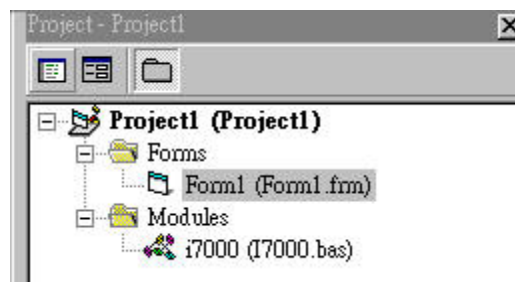 Project - Project1
Project1 (Project1)
Forms
Form1 (Form1.frm)
Modules
i7000 (I7000.bas)